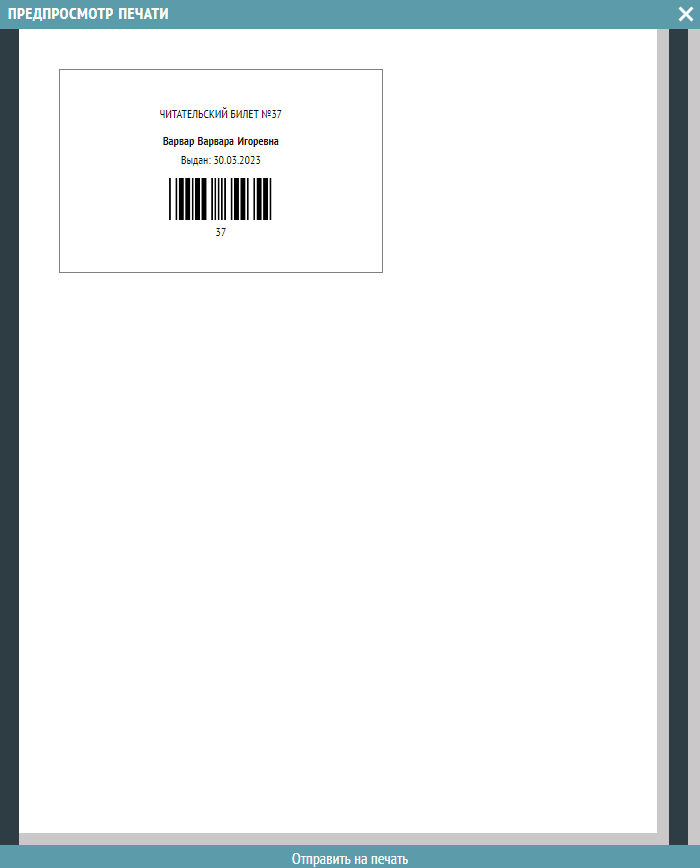 ПРЕДПРОСМОТР ПЕЧАТИ
ЧИТАТЕЛЬСКИЙ БИЛЕТ №37
Варвар Варвара Игоревна
Выдан: 30.03.2023
37
Отправить на печать